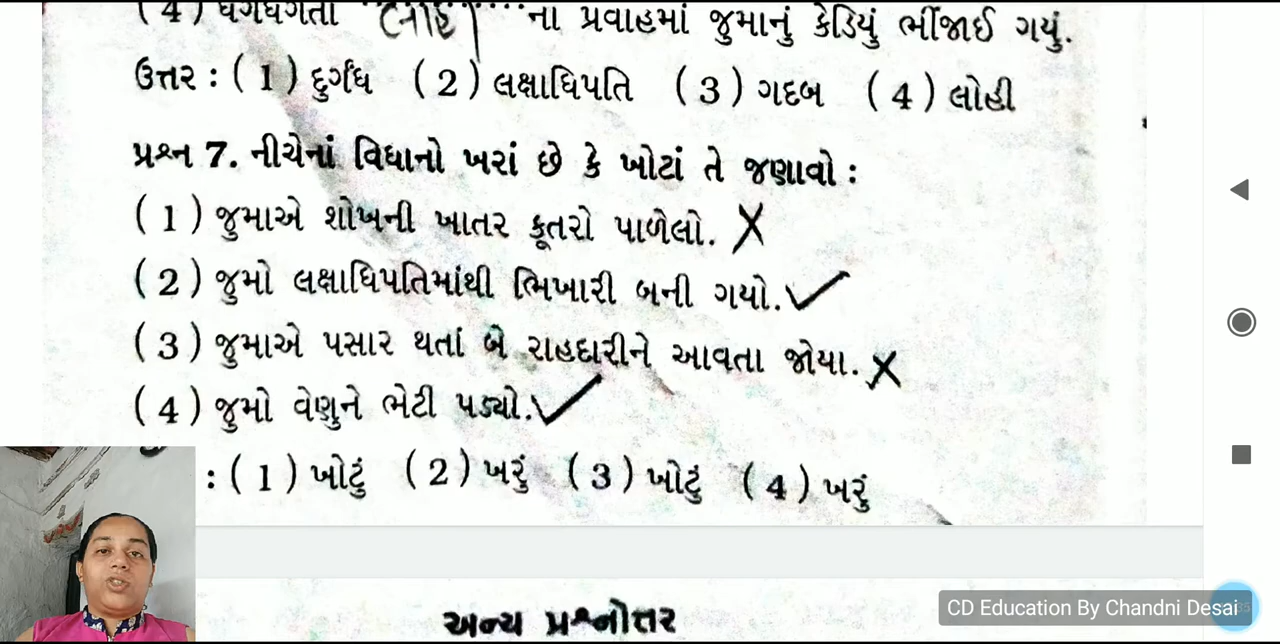 (4) ધગધગતા લોહી ના પ્રવાહમાં જુમાનું કેડિયું ભીંજાઈ ગયું.
ઉત્તર : (1) દુર્ગંધ (2) લક્ષાધિપતિ (3) ગદબ (4) લોહી
પ્રશ્ન 7. નીચેનાં વિધાનો ખરાં છે કે ખોટાં તે જણાવો :
(1) જુમાએ શોખની ખાતર કૂતરો પાળેલો. X
(2) જુમો લક્ષાધિપતિમાંથી ભિખારી બની ગયો. ✓
(3) જુમાએ પસાર થતાં બે રાહદારીને આવતા જોયા. X
(4) જુમો વેણુને ભેટી પડ્યો. ✓
: (1) ખોટું (2) ખરું (3) ખોટું (4) ખરું
અન્ય પ્રશ્નોત્તર
CD Education By Chandni Desai